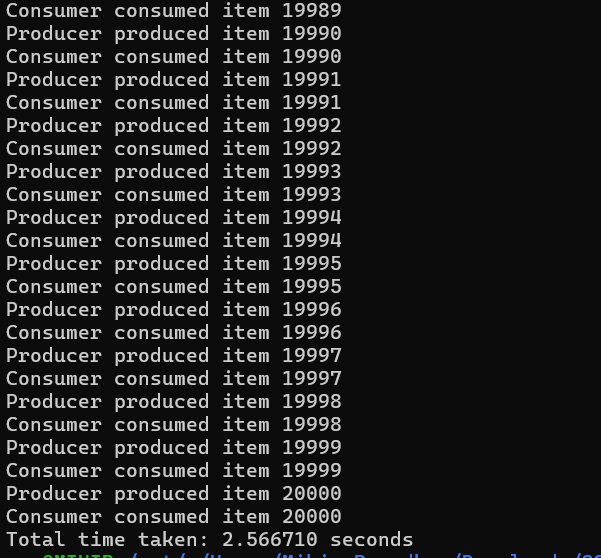 Consumer consumed item 19989
Producer produced item 19990
Consumer consumed item 19990
Producer produced item 19991
Consumer consumed item 19991
Producer produced item 19992
Consumer consumed item 19992
Producer produced item 19993
Consumer consumed item 19993
Producer produced item 19994
Consumer consumed item 19994
Producer produced item 19995
Consumer consumed item 19995
Producer produced item 19996
Consumer consumed item 19996
Producer produced item 19997
Consumer consumed item 19997
Producer produced item 19998
Consumer consumed item 19998
Producer produced item 19999
Consumer consumed item 19999
Producer produced item 20000
Consumer consumed item 20000
Total time taken: 2.566710 seconds